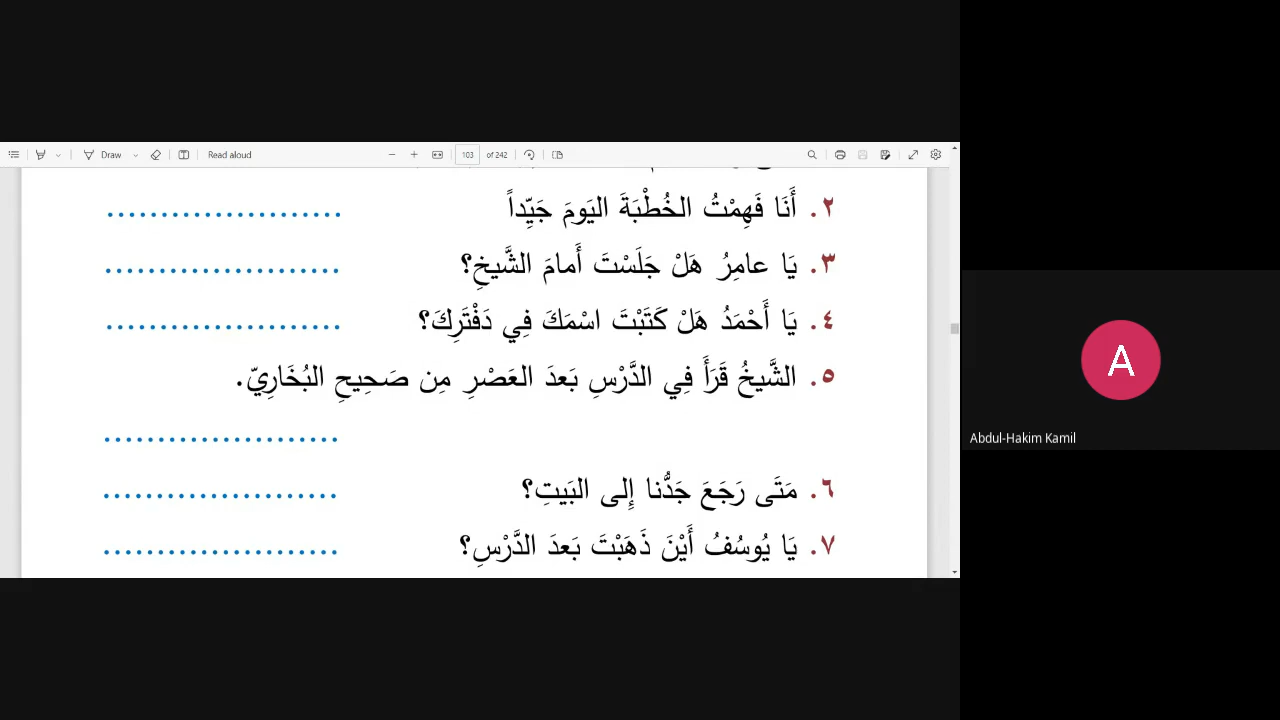 Draw
Read aloud
103 of 242
٢. أَنَا فَهِمْتُ الخُطْبَةَ اليَومَ جَيِّداً ......................
٣. يَا عامِرُ هَلْ جَلَسْتَ أَمامَ الشَّيخِ؟ ......................
٤. يَا أَحْمَدُ هَلْ كَتَبْتَ اسْمَكَ فِي دَفْتَرِكَ؟ ......................
٥. الشَّيخُ قَرَأَ فِي الدَّرْسِ بَعدَ العَصْرِ مِن صَحِيحِ البُخَارِيّ.
......................
٦. مَتَى رَجَعَ جَدُّنا إِلى البَيتِ؟ ......................
٧. يَا يُوسُفُ أَيْنَ ذَهَبْتَ بَعدَ الدَّرْسِ؟ ......................
A
Abdul-Hakim Kamil